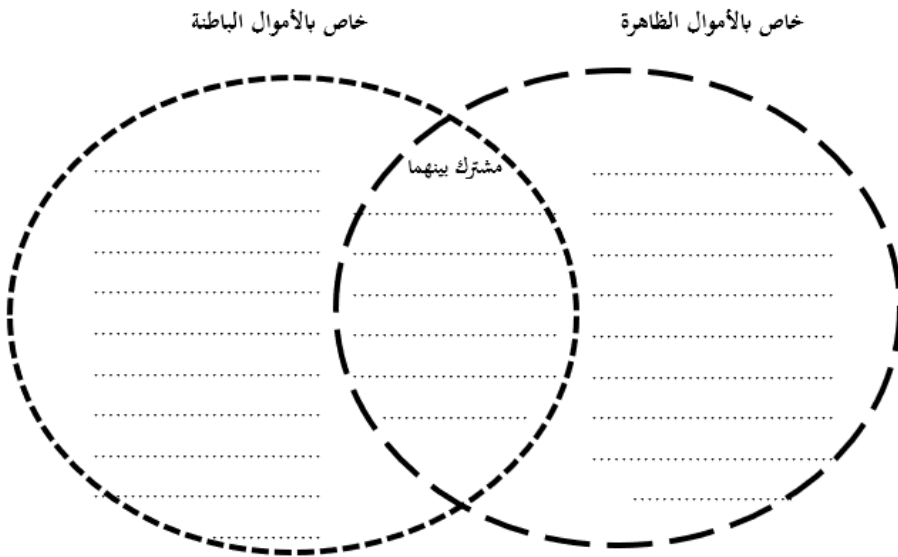 خاص بالأموال الظاهرة
خاص بالأموال الباطنة
مشترك بينهما